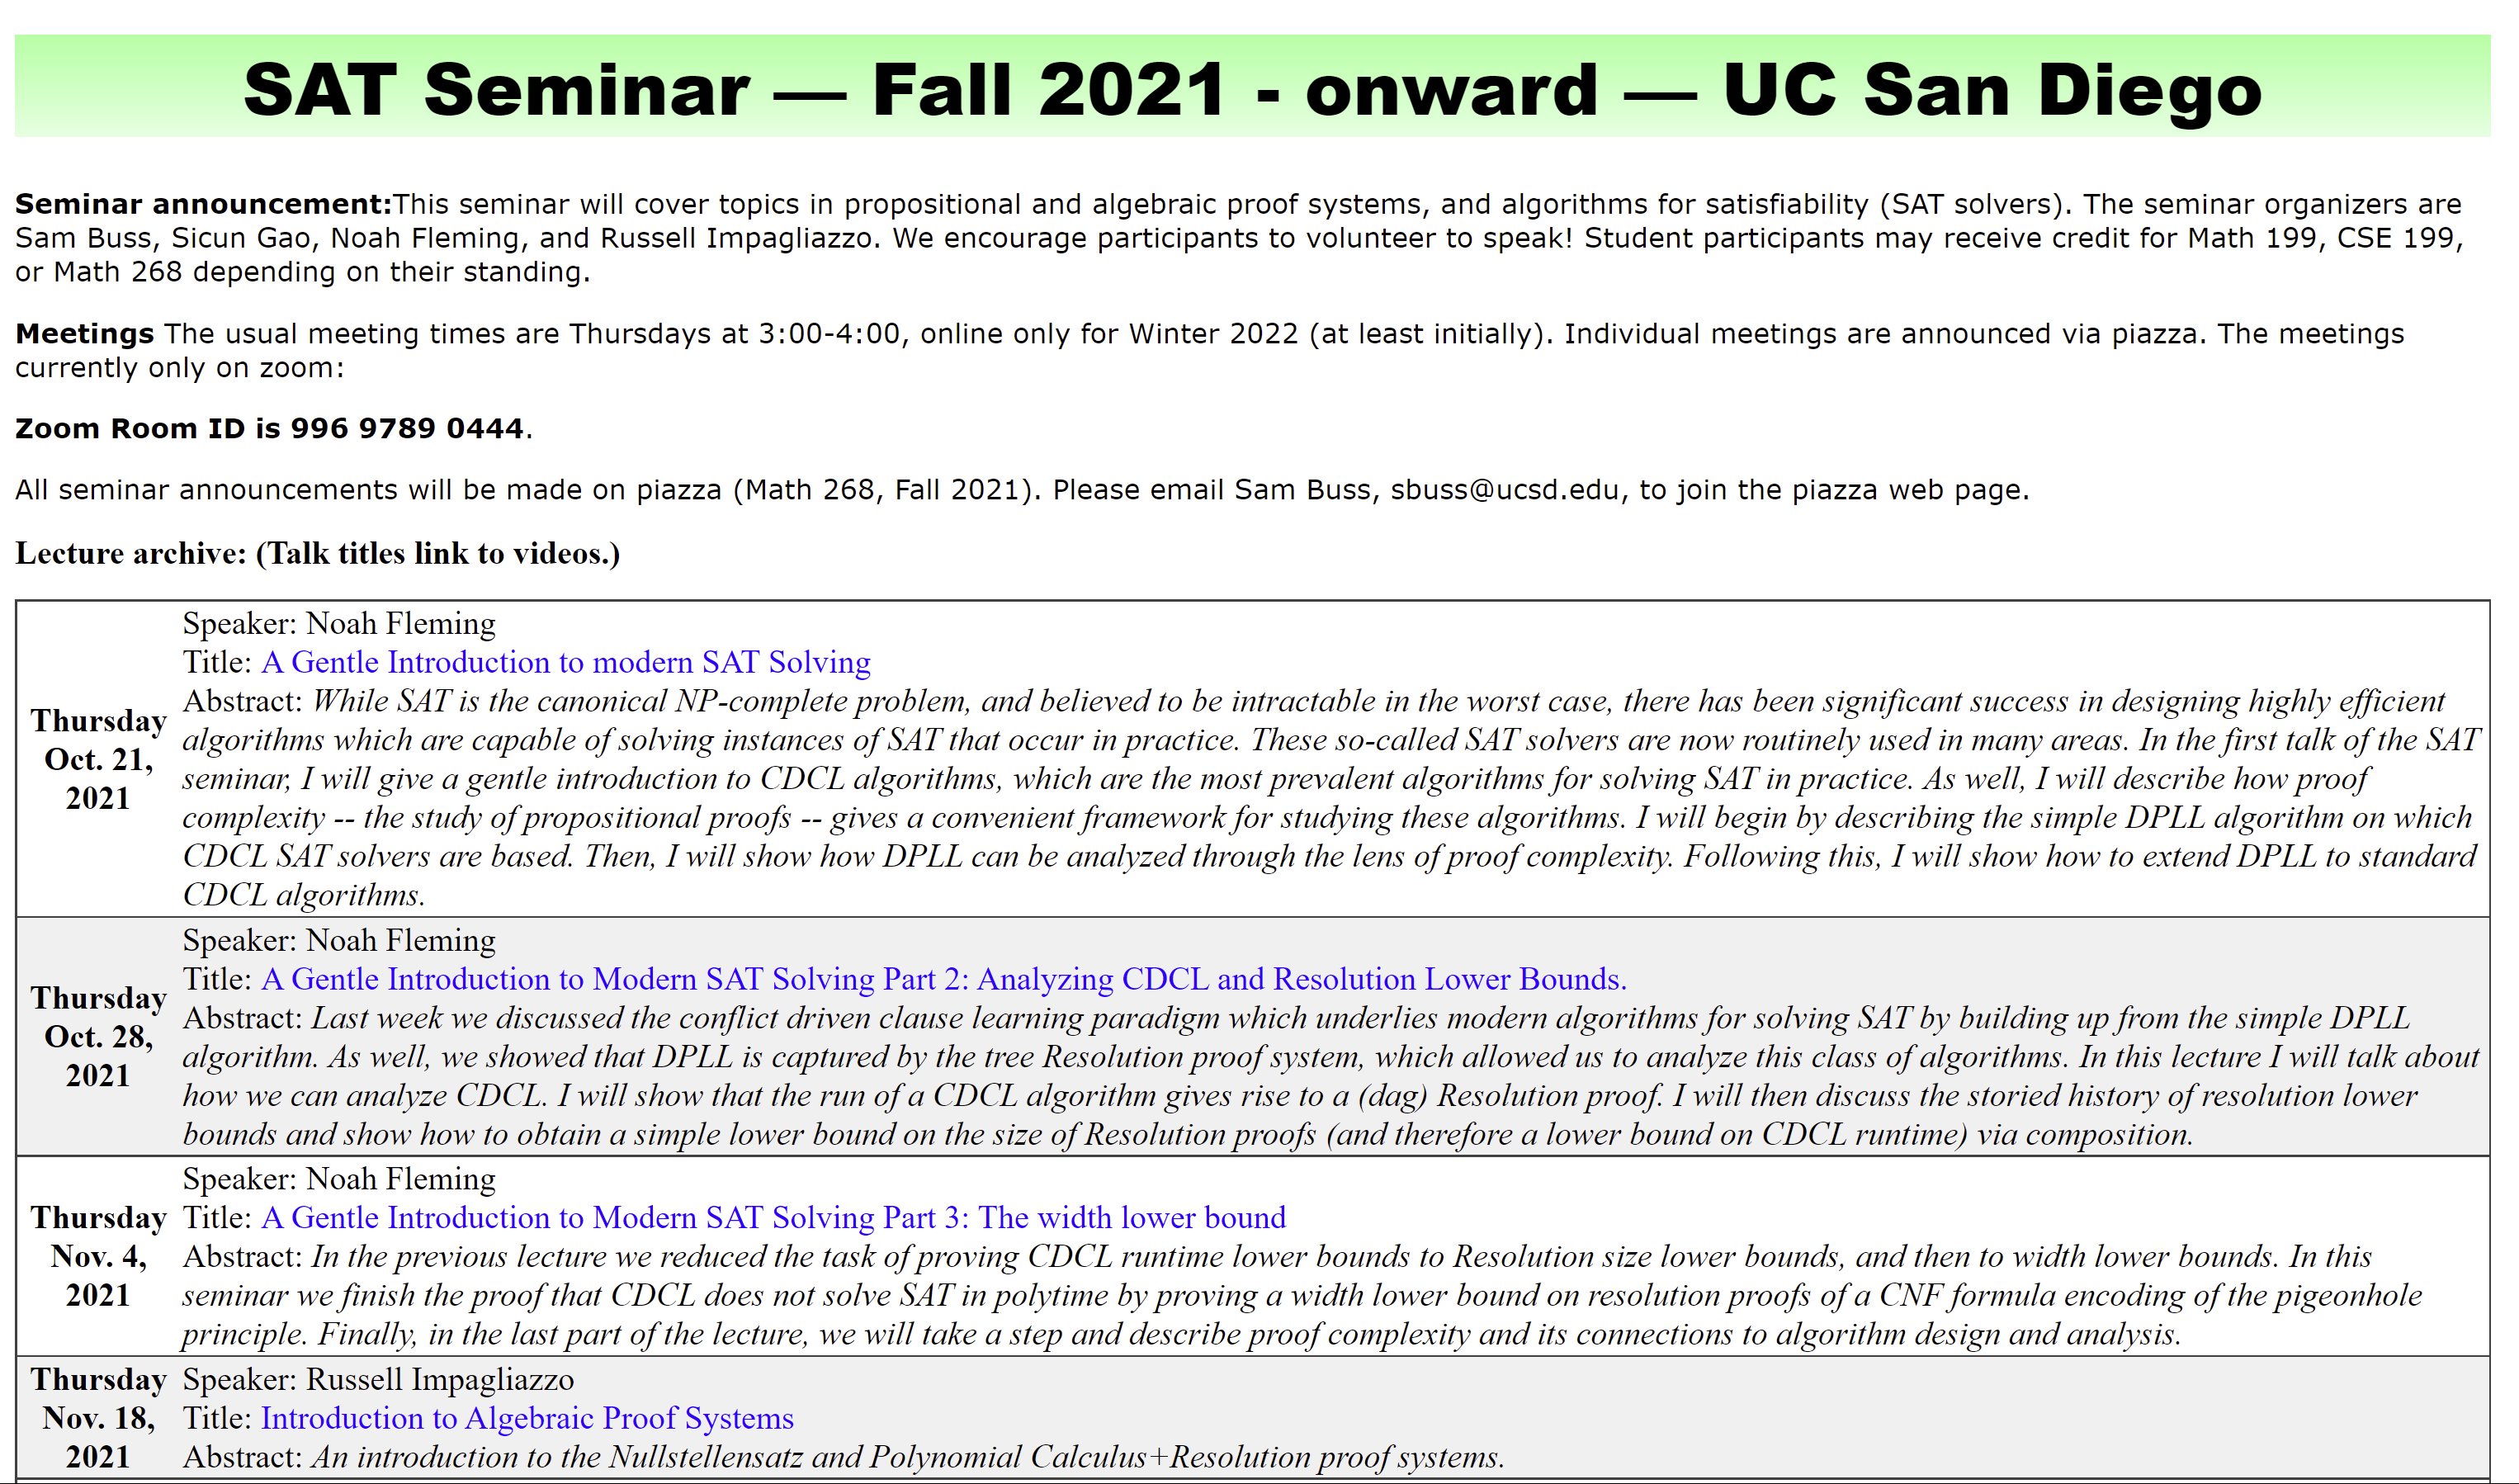 SAT Seminar — Fall 2021 - onward — UC San Diego
Seminar announcement:This seminar will cover topics in propositional and algebraic proof systems, and algorithms for satisfiability (SAT solvers). The seminar organizers are
Sam Buss, Sicun Gao, Noah Fleming, and Russell Impagliazzo. We encourage participants to volunteer to speak! Student participants may receive credit for Math 199, CSE 199,
or Math 268 depending on their standing.
Meetings The usual meeting times are Thursdays at 3:00-4:00, online only for Winter 2022 (at least initially). Individual meetings are announced via piazza. The meetings
currently only on zoom:
Zoom Room ID is 996 9789 0444.
All seminar announcements will be made on piazza (Math 268, Fall 2021). Please email Sam Buss, sbuss@ucsd.edu, to join the piazza web page.
Lecture archive: (Talk titles link to videos.)
Thursday
Oct. 21,
2021
Speaker: Noah Fleming
Title: A Gentle Introduction to modern SAT Solving
Abstract: While SAT is the canonical NP-complete problem, and believed to be intractable in the worst case, there has been significant success in designing highly efficient
algorithms which are capable of solving instances of SAT that occur in practice. These so-called SAT solvers are now routinely used in many areas. In the first talk of the SAT
seminar, I will give a gentle introduction to CDCL algorithms, which are the most prevalent algorithms for solving SAT in practice. As well, I will describe how proof
complexity -- the study of propositional proofs -- gives a convenient framework for studying these algorithms. I will begin by describing the simple DPLL algorithm on which
CDCL SAT solvers are based. Then, I will show how DPLL can be analyzed through the lens of proof complexity. Following this, I will show how to extend DPLL to standard
CDCL algorithms.
Thursday
Oct. 28,
2021
Speaker: Noah Fleming
Title: A Gentle Introduction to Modern SAT Solving Part 2: Analyzing CDCL and Resolution Lower Bounds.
Abstract: Last week we discussed the conflict driven clause learning paradigm which underlies modern algorithms for solving SAT by building up from the simple DPLL
algorithm. As well, we showed that DPLL is captured by the tree Resolution proof system, which allowed us to analyze this class of algorithms. In this lecture I will talk about
how we can analyze CDCL. I will show that the run of a CDCL algorithm gives rise to a (dag) Resolution proof. I will then discuss the storied history of resolution lower
bounds and show how to obtain a simple lower bound on the size of Resolution proofs (and therefore a lower bound on CDCL runtime) via composition.
Thursday
Nov. 4,
2021
Speaker: Noah Fleming
Title: A Gentle Introduction to Modern SAT Solving Part 3: The width lower bound
Abstract: In the previous lecture we reduced the task of proving CDCL runtime lower bounds to Resolution size lower bounds, and then to width lower bounds. In this
seminar we finish the proof that CDCL does not solve SAT in polytime by proving a width lower bound on resolution proofs of a CNF formula encoding of the pigeonhole
principle. Finally, in the last part of the lecture, we will take a step and describe proof complexity and its connections to algorithm design and analysis.
Thursday
Nov. 18,
2021
Speaker: Russell Impagliazzo
Title: Introduction to Algebraic Proof Systems
Abstract: An introduction to the Nullstellensatz and Polynomial Calculus+Resolution proof systems.